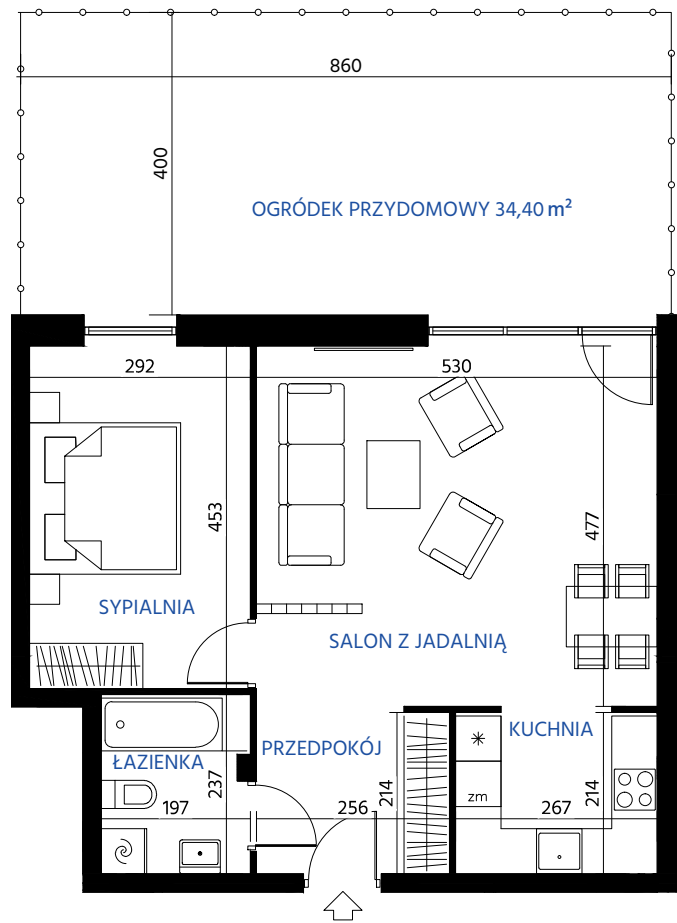 860
400
OGRÓDEK PRZYDOMOWY 34,40 m²
292
530
453
477
SYPIALNIA
SALON Z JADALNIĄ
KUCHNIA
PRZEDPOKÓJ
ŁAZIENKA
237
214
214
zm
197
256
267